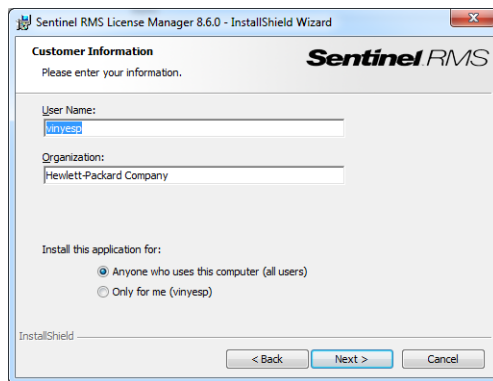 Sentinel RMS License Manager 8.6.0 - InstallShield Wizard
Customer Information
Please enter your information.
Sentinel RMS
User Name:
vinyesp
Organization:
Hewlett-Packard Company
Install this application for:
Anyone who uses this computer (all users)
Only for me (vinyesp)
InstallShield
< Back
Next >
Cancel